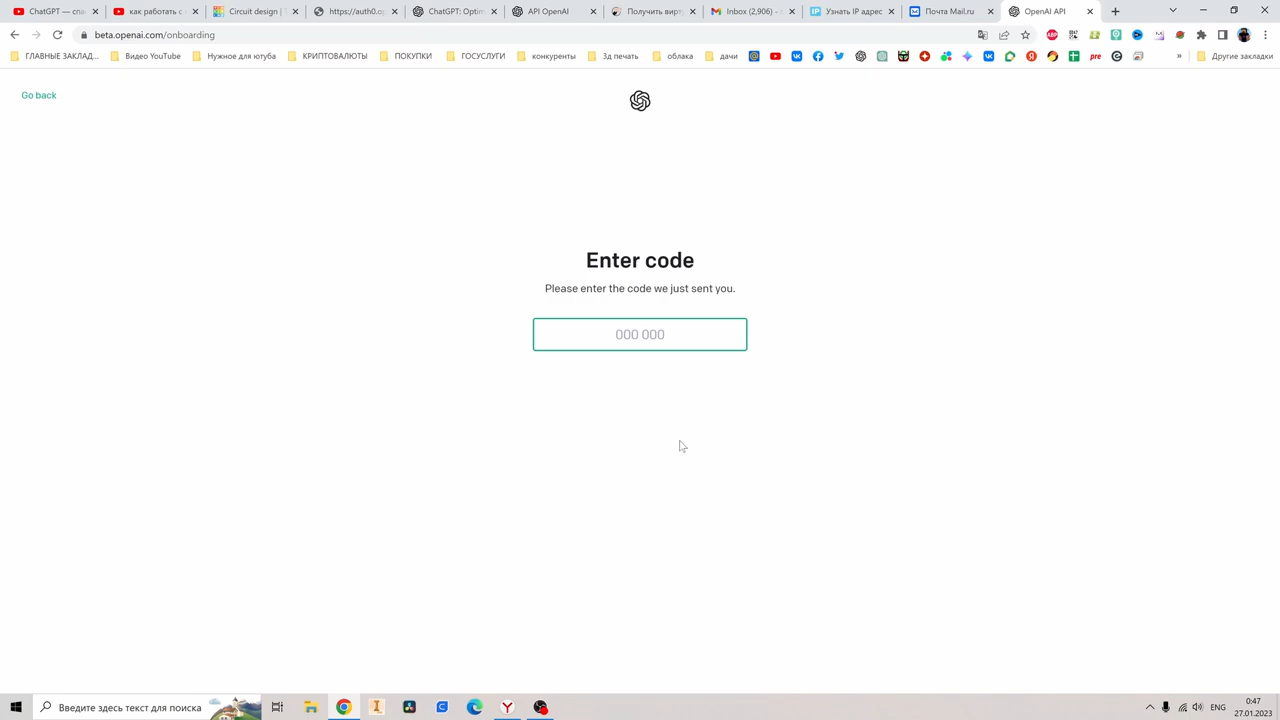 ChatGPT — спа
как работать с
Circuit design | T
https://auth0.op
ChatGPT: Optim
API OpenAI
Получить вирт
Inbox (2,906) -
Узнать IP адрес
Почта Mail.ru
OpenAI API
beta.openai.com/onboarding
ГЛАВНЫЕ ЗАКЛАД...
Видео YouTube
Нужное для ютуба
КРИПТОВАЛЮТЫ
ПОКУПКИ
ГОСУСЛУГИ
конкуренты
3д печать
облака
дачи
pre
»
Другие закладки
Go back
Enter code
Please enter the code we just sent you.
000 000
Введите здесь текст для поиска
ENG
0:47
27.01.2023